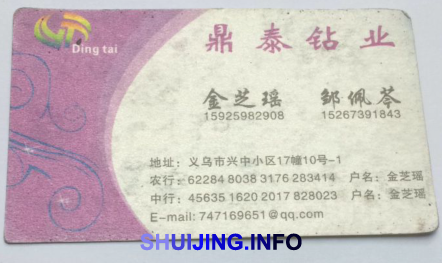 Ding tai
鼎泰钻业
金芝瑶 邹佩苓
15925982908 15267391843
地址：义乌市兴中小区17幢10号-1
农行：62284 8038 3176 283414 户名：金芝瑶
中行：45635 1620 2017 828023 户名：金芝瑶
E-mail: 747169651@qq.com
SHUIJING.INFO